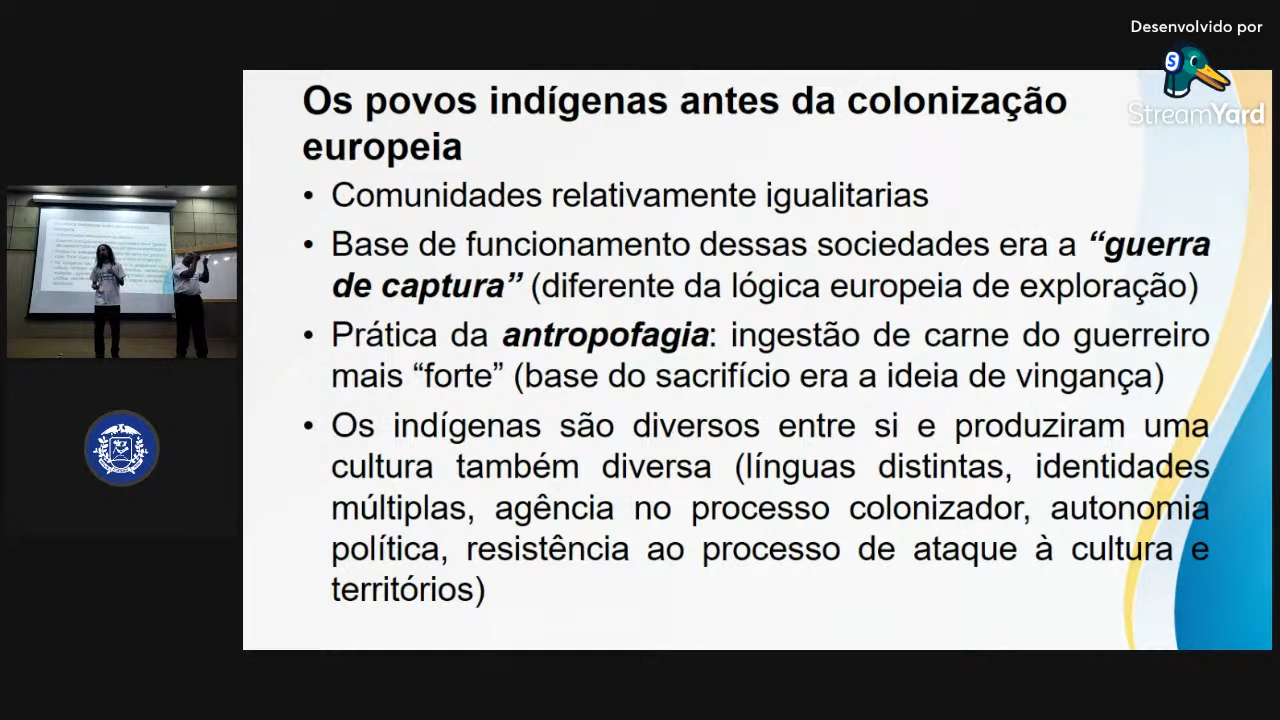 Desenvolvido por
StreamYard
Os povos indígenas antes da colonização
europeia
• Comunidades relativamente igualitarias
• Base de funcionamento dessas sociedades era a “guerra
de captura” (diferente da lógica europeia de exploração)
• Prática da antropofagia: ingestão de carne do guerreiro
mais “forte” (base do sacrifício era a ideia de vingança)
• Os indígenas são diversos entre si e produziram uma
cultura também diversa (línguas distintas, identidades
múltiplas, agência no processo colonizador, autonomia
política, resistência ao processo de ataque à cultura e
territórios)